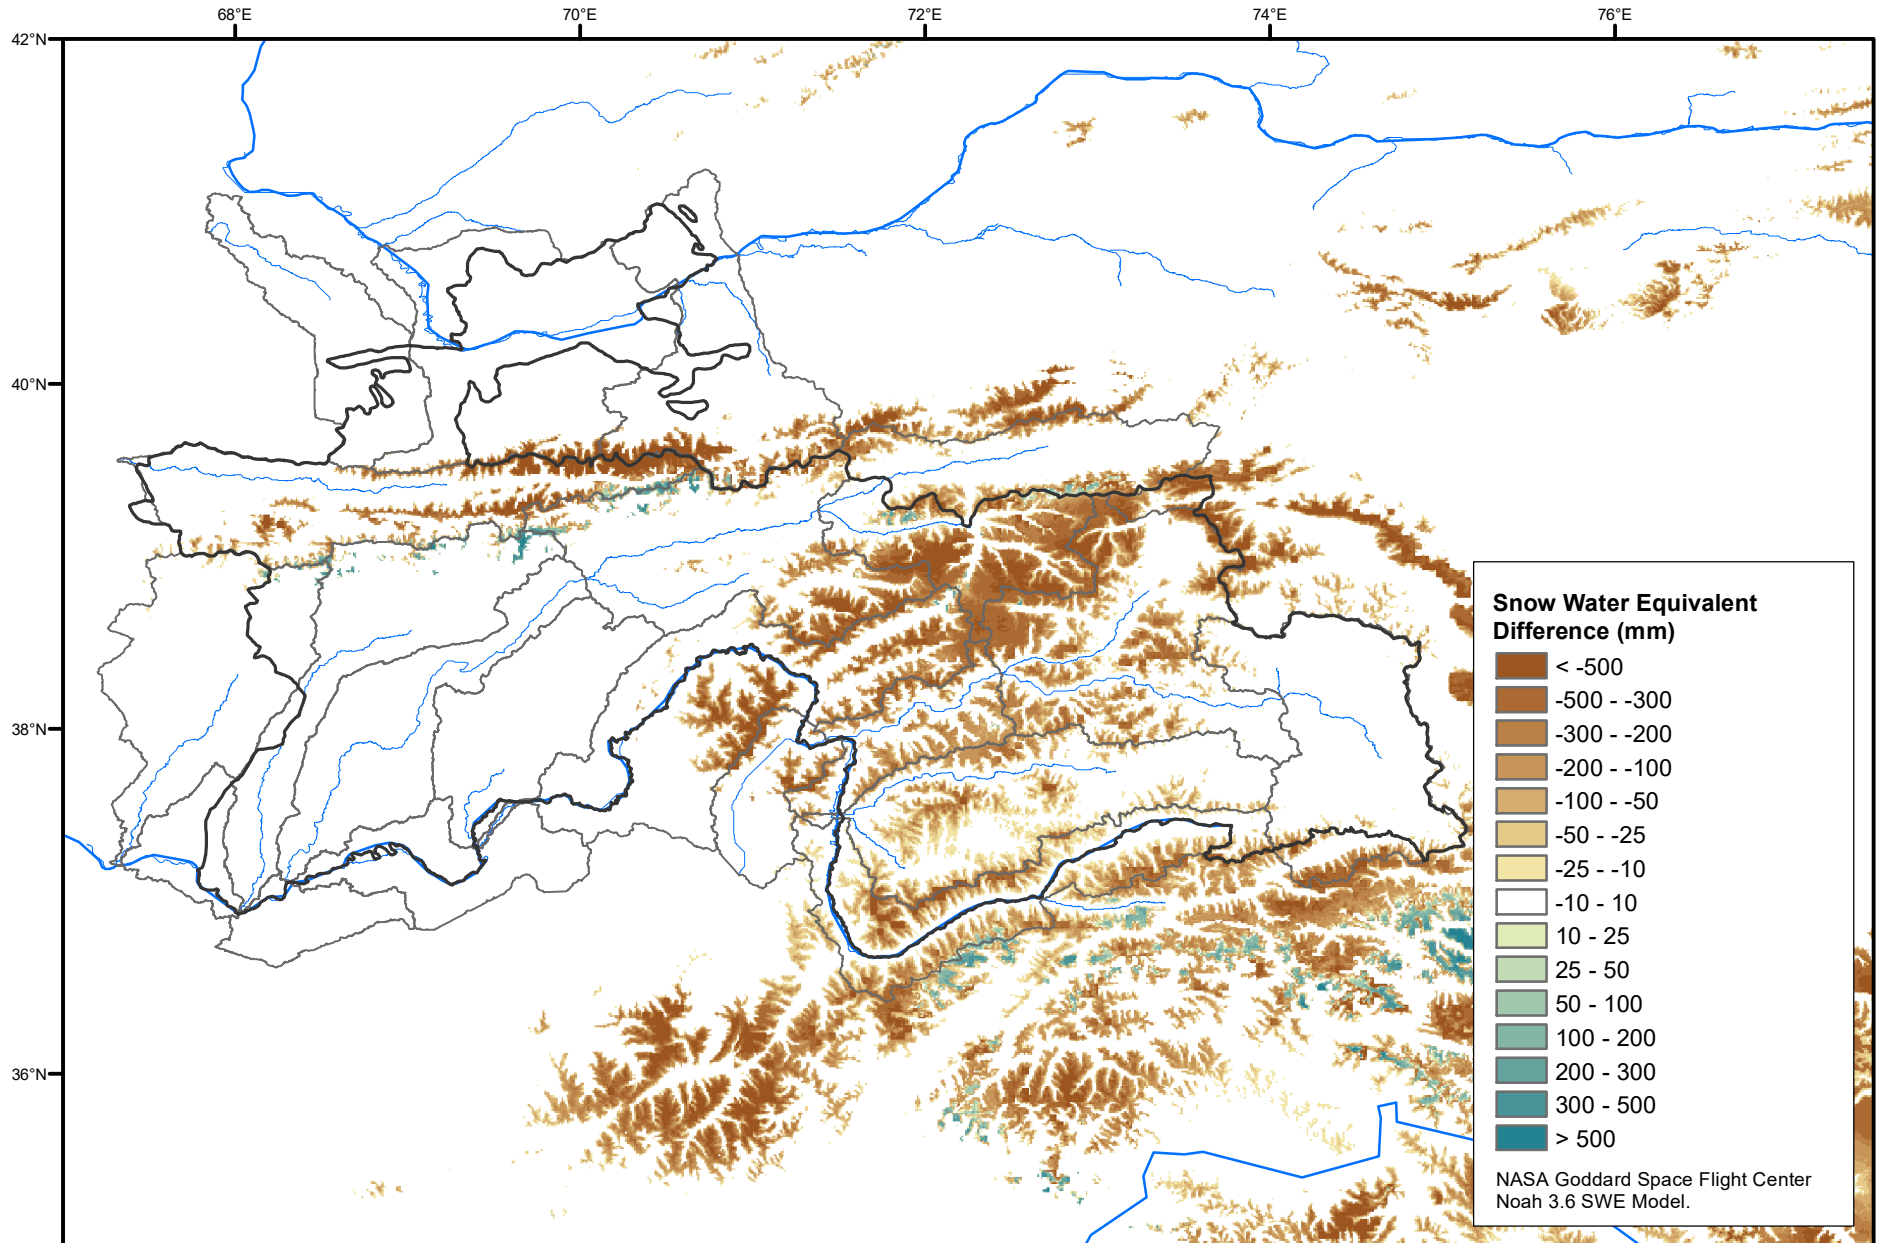 68°E 70°E 72°E 74°E 76°E
42°N
40°N
38°N
36°N
Snow Water Equivalent
Difference (mm)
< -500
-500 - -300
-300 - -200
-200 - -100
-100 - -50
-50 - -25
-25 - -10
-10 - 10
10 - 25
25 - 50
50 - 100
100 - 200
200 - 300
300 - 500
> 500
NASA Goddard Space Flight Center
Noah 3.6 SWE Model.